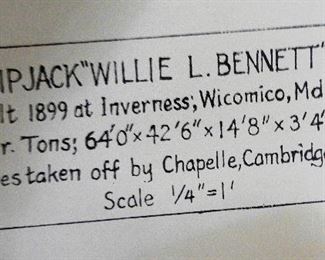 IPJACK "WILLIE L. BENNETT"
lt 1899 at Inverness, Wicomico, Md
r. Tons; 64'0"×42'6"×14'8"×3'4"
es taken off by Chapelle, Cambridge
Scale 1/4"=1'